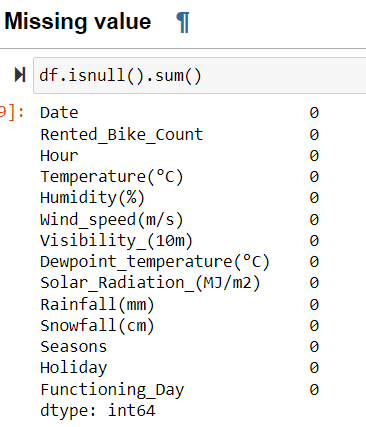 Missing value ¶
df.isnull().sum()
9]: Date 0
Rented_Bike_Count 0
Hour 0
Temperature(°C) 0
Humidity(%) 0
Wind_speed(m/s) 0
Visibility_(10m) 0
Dewpoint_temperature(°C) 0
Solar_Radiation_(MJ/m2) 0
Rainfall(mm) 0
Snowfall(cm) 0
Seasons 0
Holiday 0
Functioning_Day 0
dtype: int64